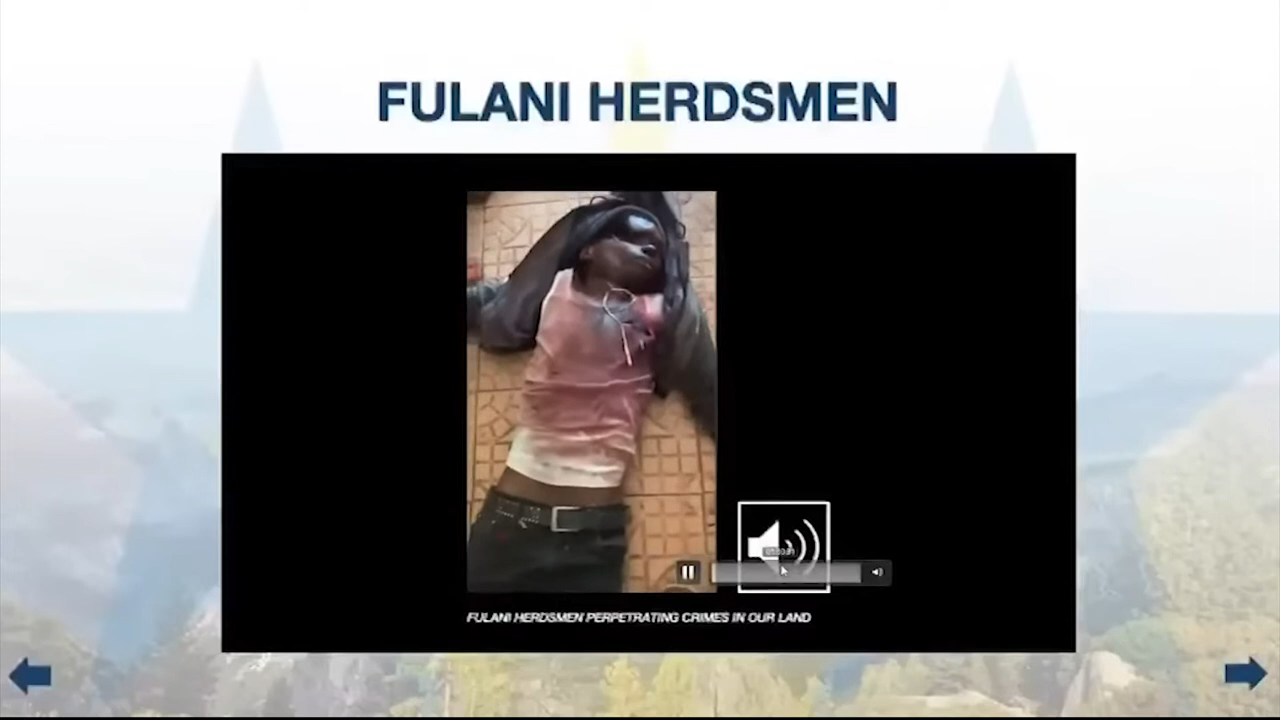 FULANI HERDSMEN
FULANI HERDSMEN PERPETRATING CRIMES IN OUR LAND